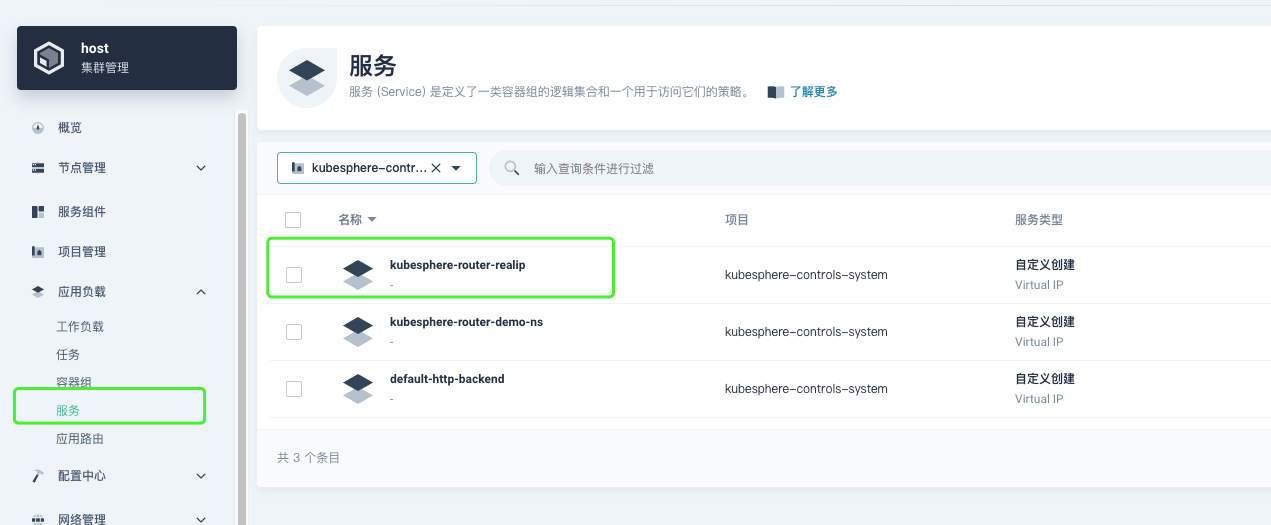 host
集群管理
概览
节点管理
服务组件
项目管理
应用负载
工作负载
任务
容器组
服务
应用路由
配置中心
网络管理
服务
服务 (Service) 是定义了一类容器组的逻辑集合和一个用于访问它们的策略。 了解更多
kubesphere-contr... 输入查询条件进行过滤
名称 项目 服务类型
kubesphere-router-realip kubesphere-controls-system 自定义创建
- Virtual IP
kubesphere-router-demo-ns kubesphere-controls-system 自定义创建
- Virtual IP
default-http-backend kubesphere-controls-system 自定义创建
- Virtual IP
共 3 个条目